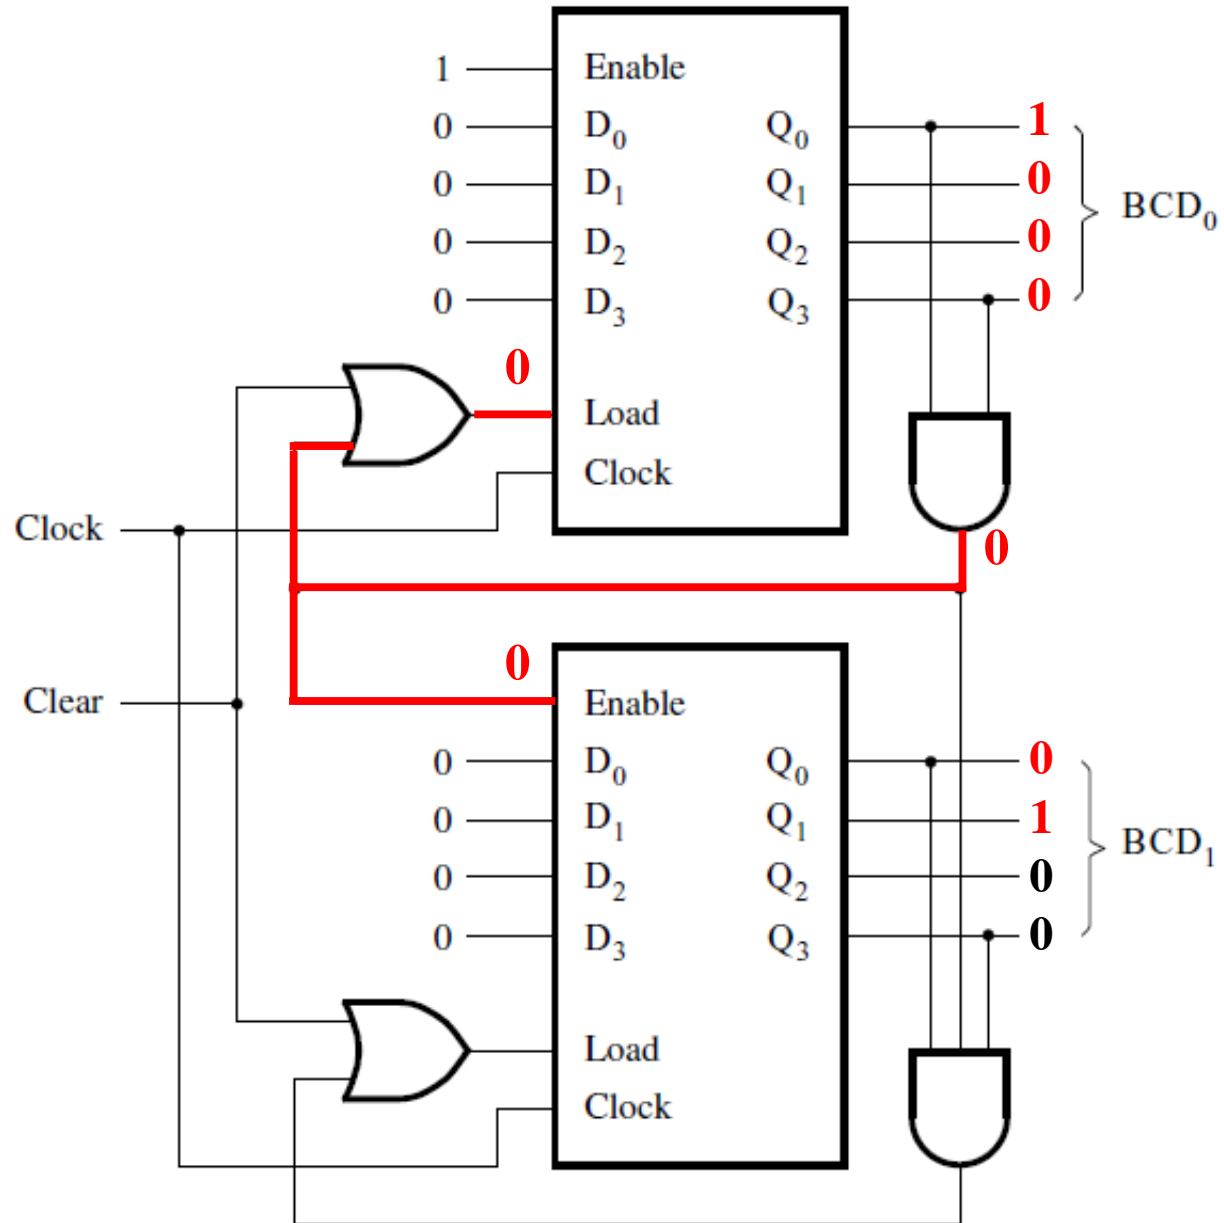 1 Enable
0 D0 Q0 1
0 D1 Q1 0
0 D2 Q2 0
0 D3 Q3 0
BCD0
0 Load
Clock
Clock
0
0 Enable
Clear
0 D0 Q0 0
0 D1 Q1 1
0 D2 Q2 0
0 D3 Q3 0
BCD1
Load
Clock